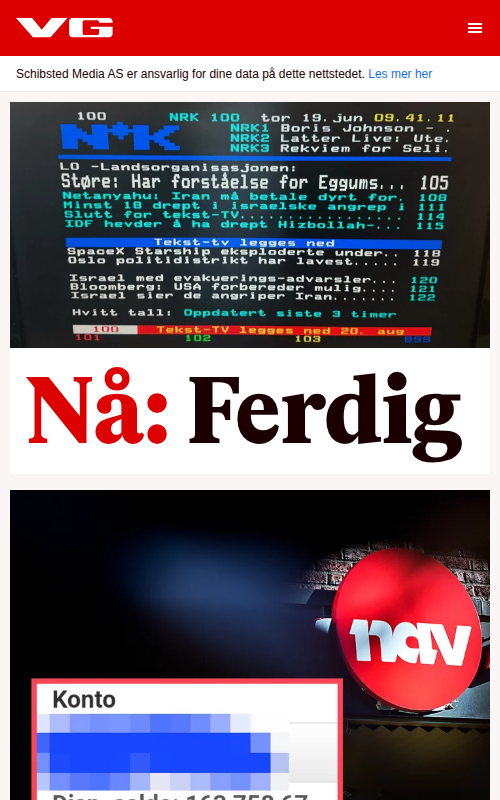 VG
Schibsted Media AS er ansvarlig for dine data på dette nettstedet. Les mer her
100 NRK 100 tor 19. jun 09.41.11
NRK
NRK1 Boris Johnson - .
NRK2 Latter Live: Ute.
NRK3 Rekviem for Seli.
LO -Landsorganisasjonen:
Støre: Har forståelse for Eggums... 105
Netanyahu: Iran må betale dyrt for. 108
Minst 18 drept i israelske angrep i 111
Slutt for tekst-TV................. 114
IDF hevder å ha drept Hizbollah-... 115
Tekst-tv legges ned
SpaceX Starship eksploderte under.. 118
Oslo politidistrikt har lavest..... 119
Israel med evakuerings-advarsler... 120
Bloomberg: USA forbereder mulig.... 121
Israel sier de angriper Iran....... 122
Hvitt tall: Oppdatert siste 3 timer
100 Tekst-TV legges ned 20. aug
101 102 103 899
Nå: Ferdig
nav
Konto